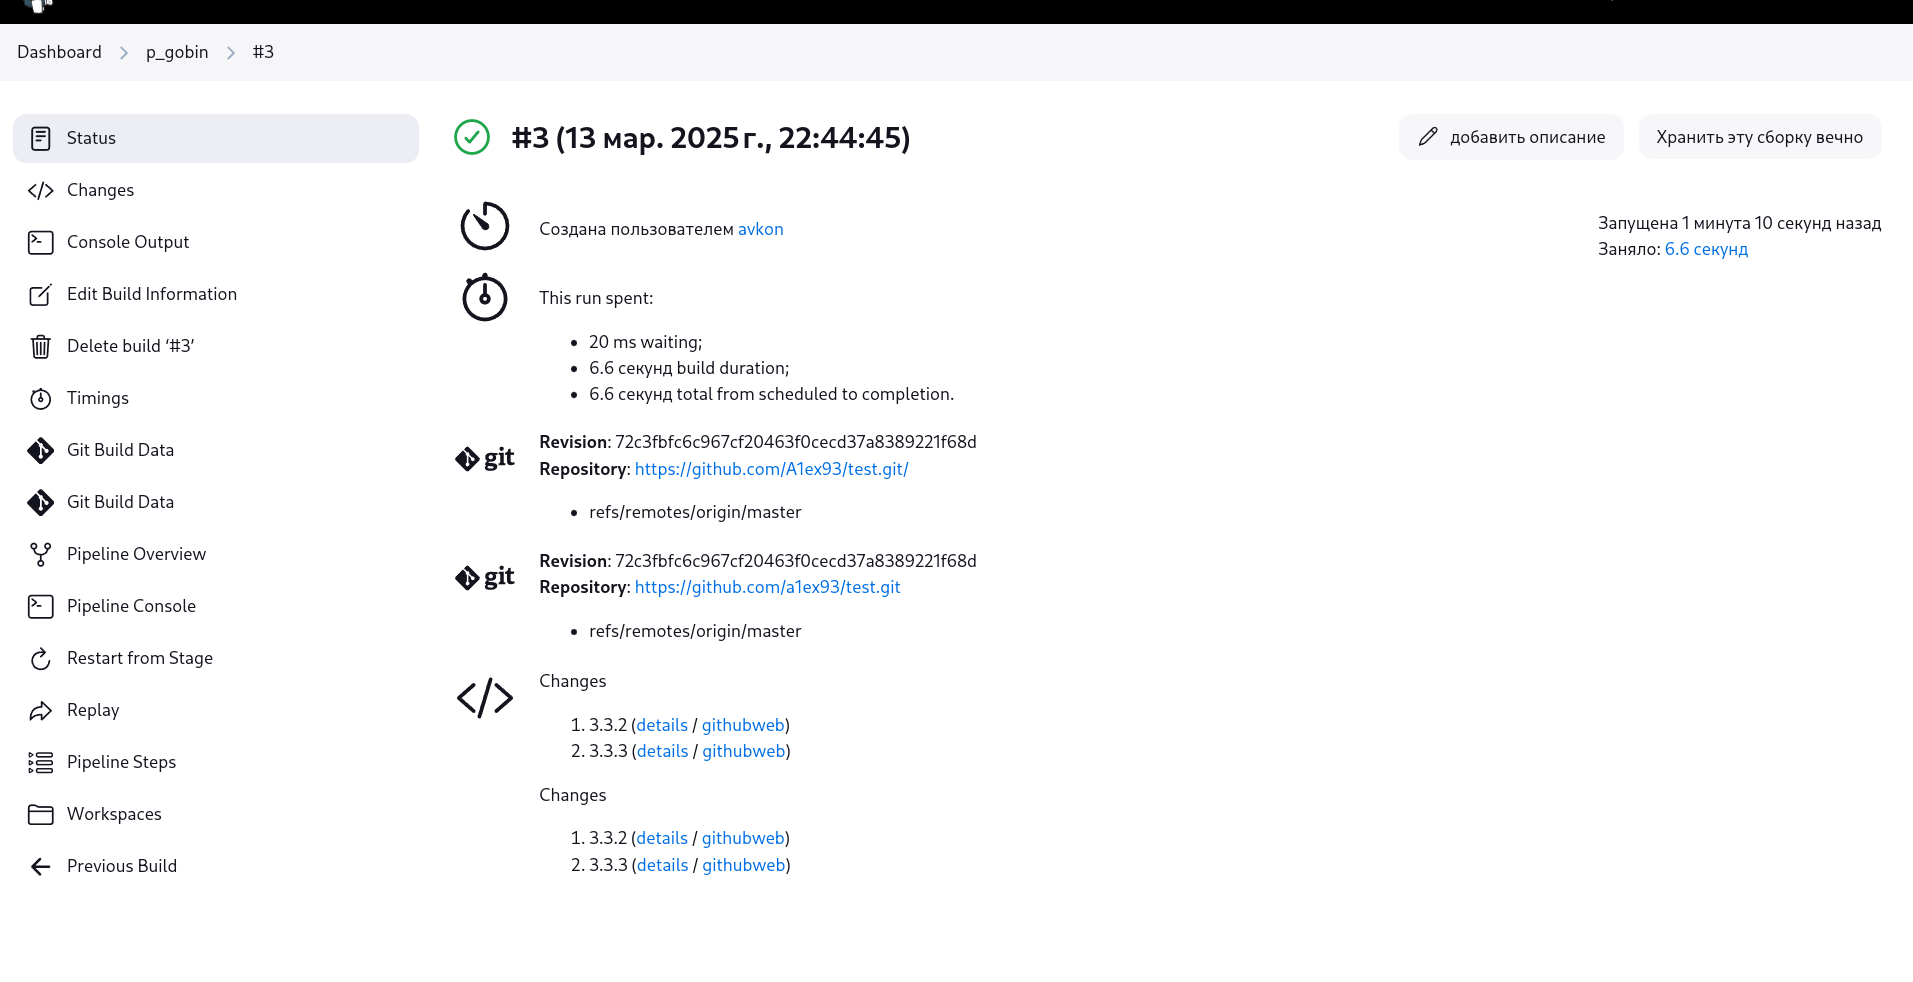 Dashboard
p_gobin
#3
Status
Changes
Console Output
Edit Build Information
Delete build ‘#3’
Timings
Git Build Data
Git Build Data
Pipeline Overview
Pipeline Console
Restart from Stage
Replay
Pipeline Steps
Workspaces
Previous Build
#3 (13 мар. 2025 г., 22:44:45)
добавить описание
Хранить эту сборку вечно
Создана пользователем avkon
Запущена 1 минута 10 секунд назад
Заняло: 6.6 секунд
This run spent:
20 ms waiting;
6.6 секунд build duration;
6.6 секунд total from scheduled to completion.
git
Revision: 72c3fbfc6c967cf20463f0cecd37a8389221f68d
Repository: https://github.com/A1ex93/test.git/
refs/remotes/origin/master
git
Revision: 72c3fbfc6c967cf20463f0cecd37a8389221f68d
Repository: https://github.com/a1ex93/test.git
refs/remotes/origin/master
Changes
1. 3.3.2 (details / githubweb)
2. 3.3.3 (details / githubweb)
Changes
1. 3.3.2 (details / githubweb)
2. 3.3.3 (details / githubweb)